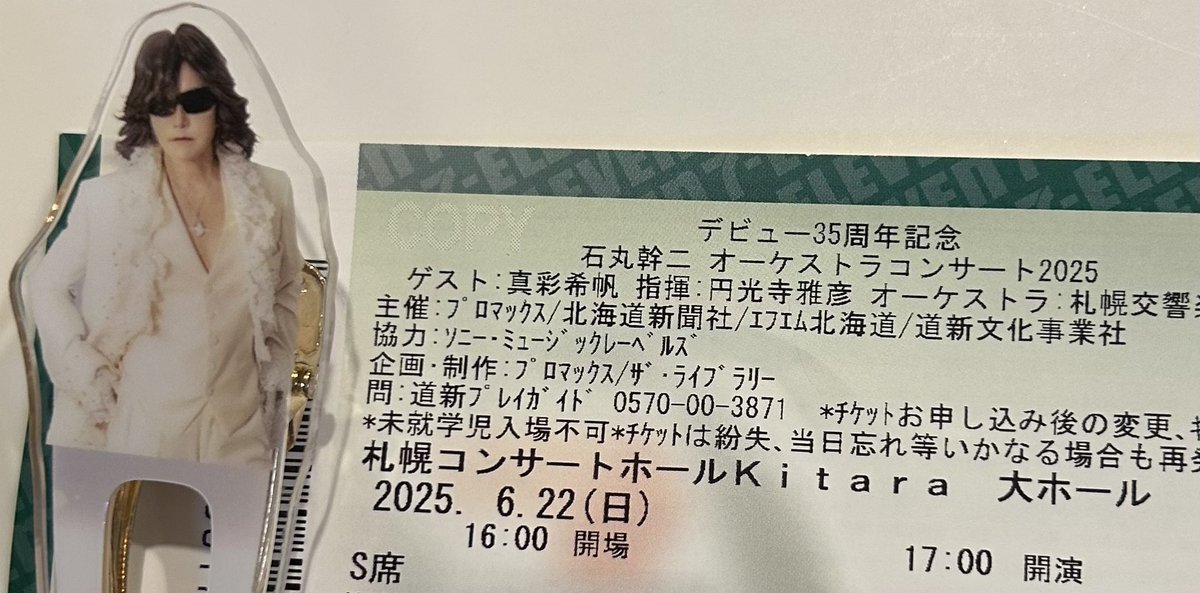 7-ELEVEN
COPY
デビュー35周年記念
石丸幹二 オーケストラコンサート2025
ゲスト:真彩希帆 指揮:円光寺雅彦 オーケストラ:札幌交響
主催:プロマックス/北海道新聞社/エフエム北海道/道新文化事業社
協力:ソニー・ミュージックレーベルズ
企画・制作:プロマックス/ザ・ライブラリー
問:道新プレイガイド 0570-00-3871 *チケットお申し込み後の変更、
*未就学児入場不可*チケットは紛失、当日忘れ等いかなる場合も再
札幌コンサートホールKitara 大ホール
2025. 6.22(日)
16:00 開場 17:00 開演
S席